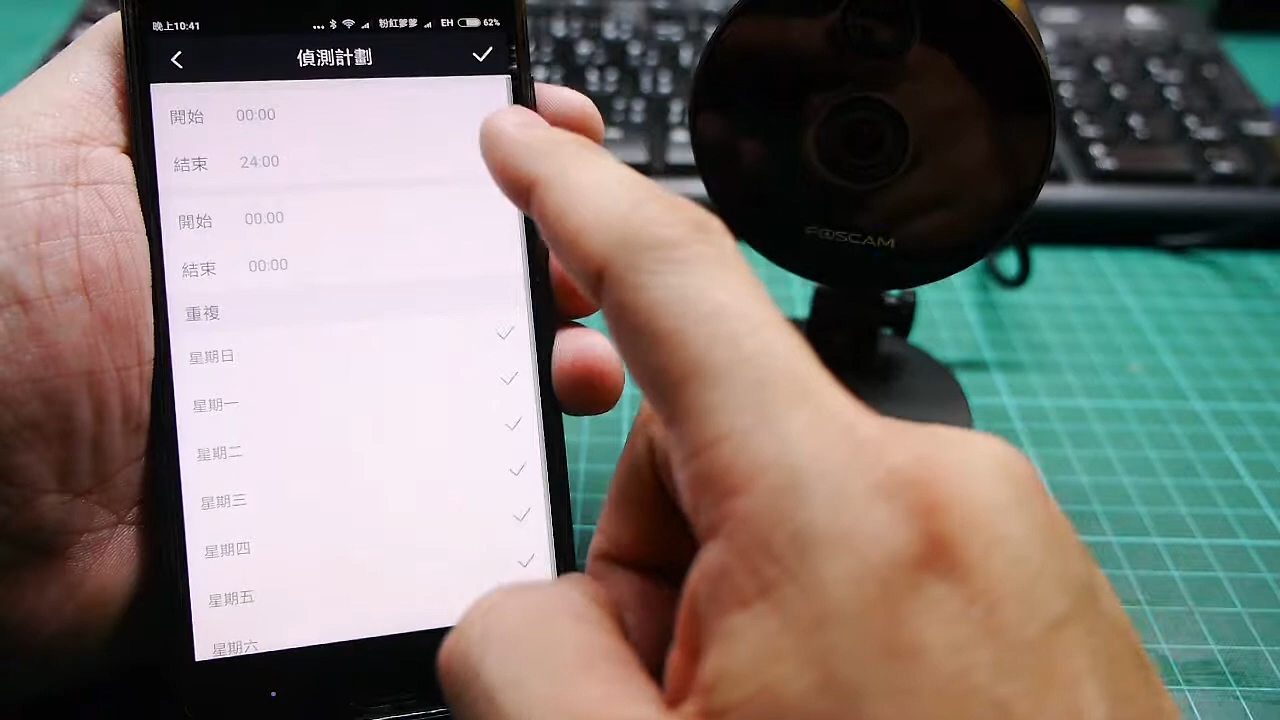 晚上10:41 ... 粉紅爹爹 EH 62%
偵測計劃
開始 00:00
結束 24:00
開始 00:00
結束 00:00
重複
星期日
星期一
星期二
星期三
星期四
星期五
星期六
FOSCAM